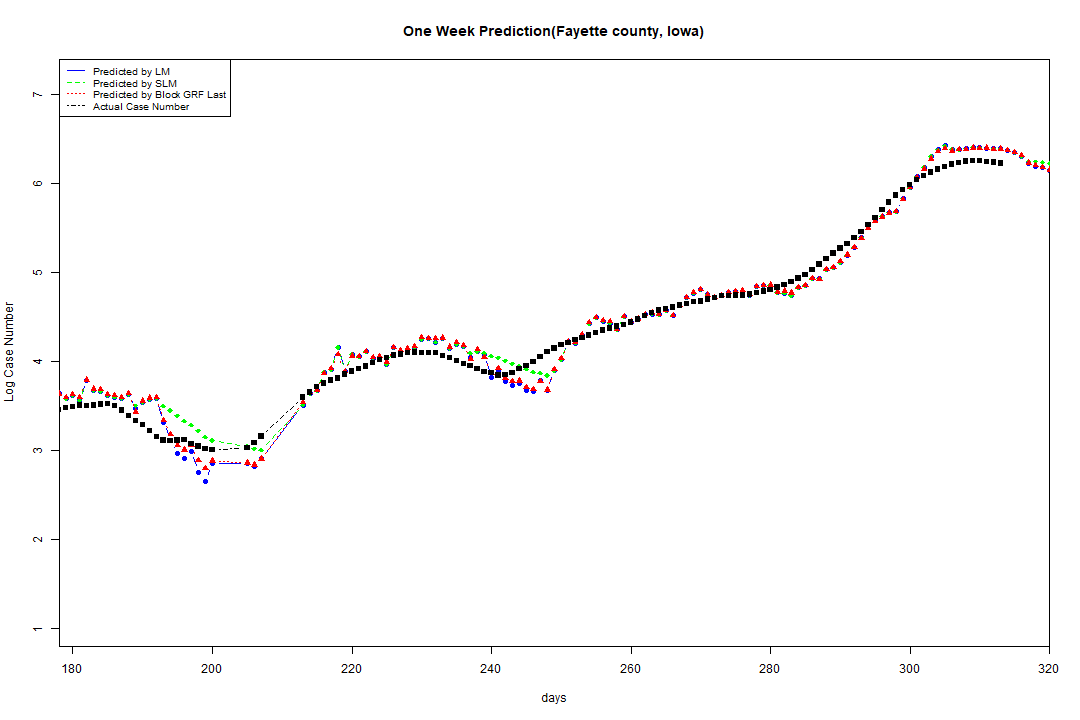 One Week Prediction(Fayette county, Iowa)
Predicted by LM
Predicted by SLM
Predicted by Block GRF Last
Actual Case Number
7
6
5
4
3
2
1
Log Case Number
180 200 220 240 260 280 300 320
days